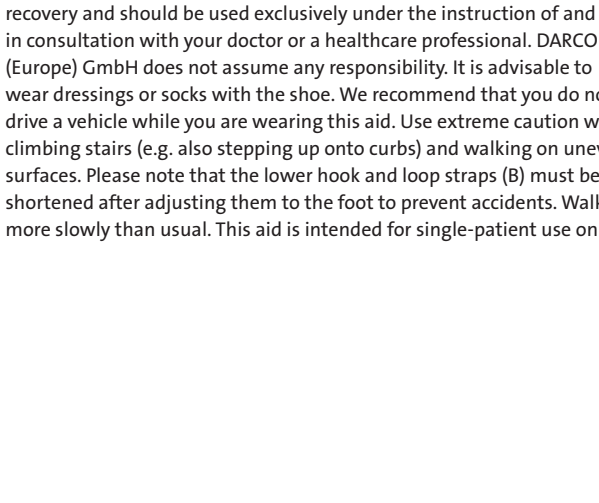 recovery and should be used exclusively under the instruction of and
in consultation with your doctor or a healthcare professional. DARCO
(Europe) GmbH does not assume any responsibility. It is advisable to
wear dressings or socks with the shoe. We recommend that you do
drive a vehicle while you are wearing this aid. Use extreme caution
climbing stairs (e.g. also stepping up onto curbs) and walking on
surfaces. Please note that the lower hook and loop straps (B) must be
shortened after adjusting them to the foot to prevent accidents.
more slowly than usual. This aid is intended for single-patient use